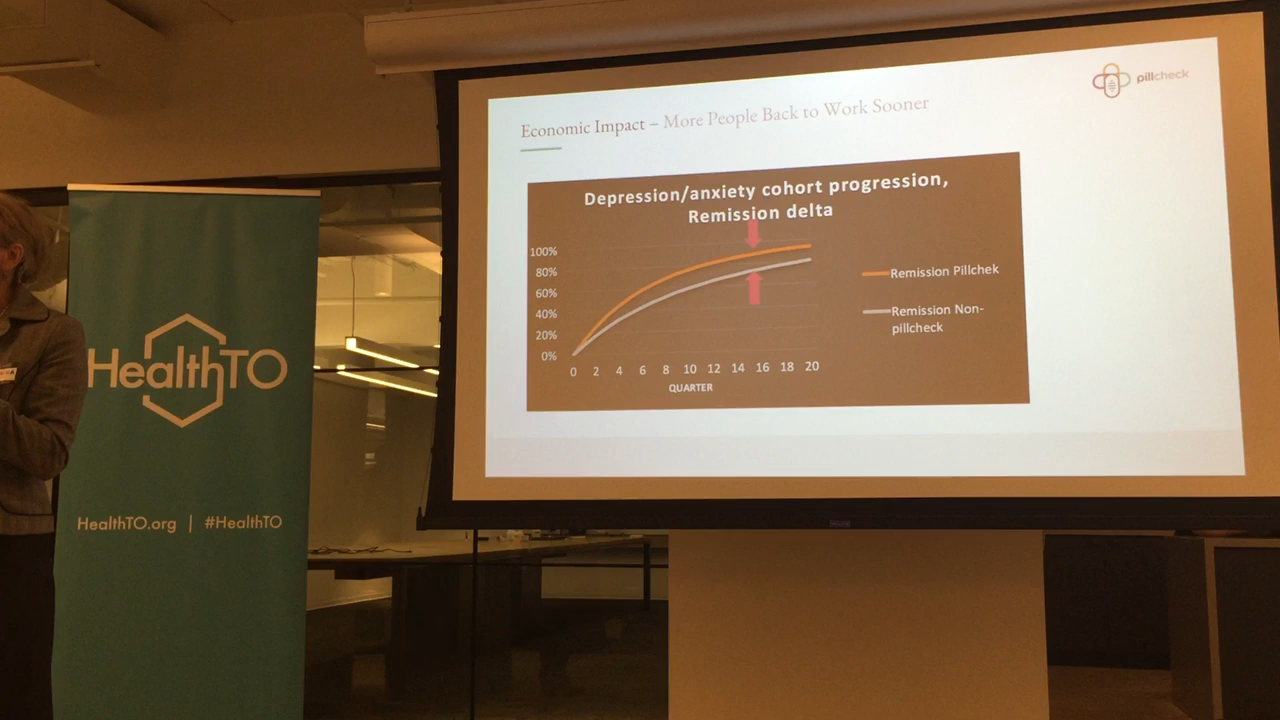 pillcheck
Economic Impact – More People Back to Work Sooner
Depression/anxiety cohort progression,
Remission delta
100%
80%
60%
40%
20%
0%
0 2 4 6 8 10 12 14 16 18 20
QUARTER
Remission Pillchek
Remission Non-
pillcheck
HealthTO
HealthTO.org | #HealthTO